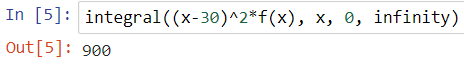 In [5]: integral((x-30)^2*f(x), x, 0, infinity)
Out[5]: 900